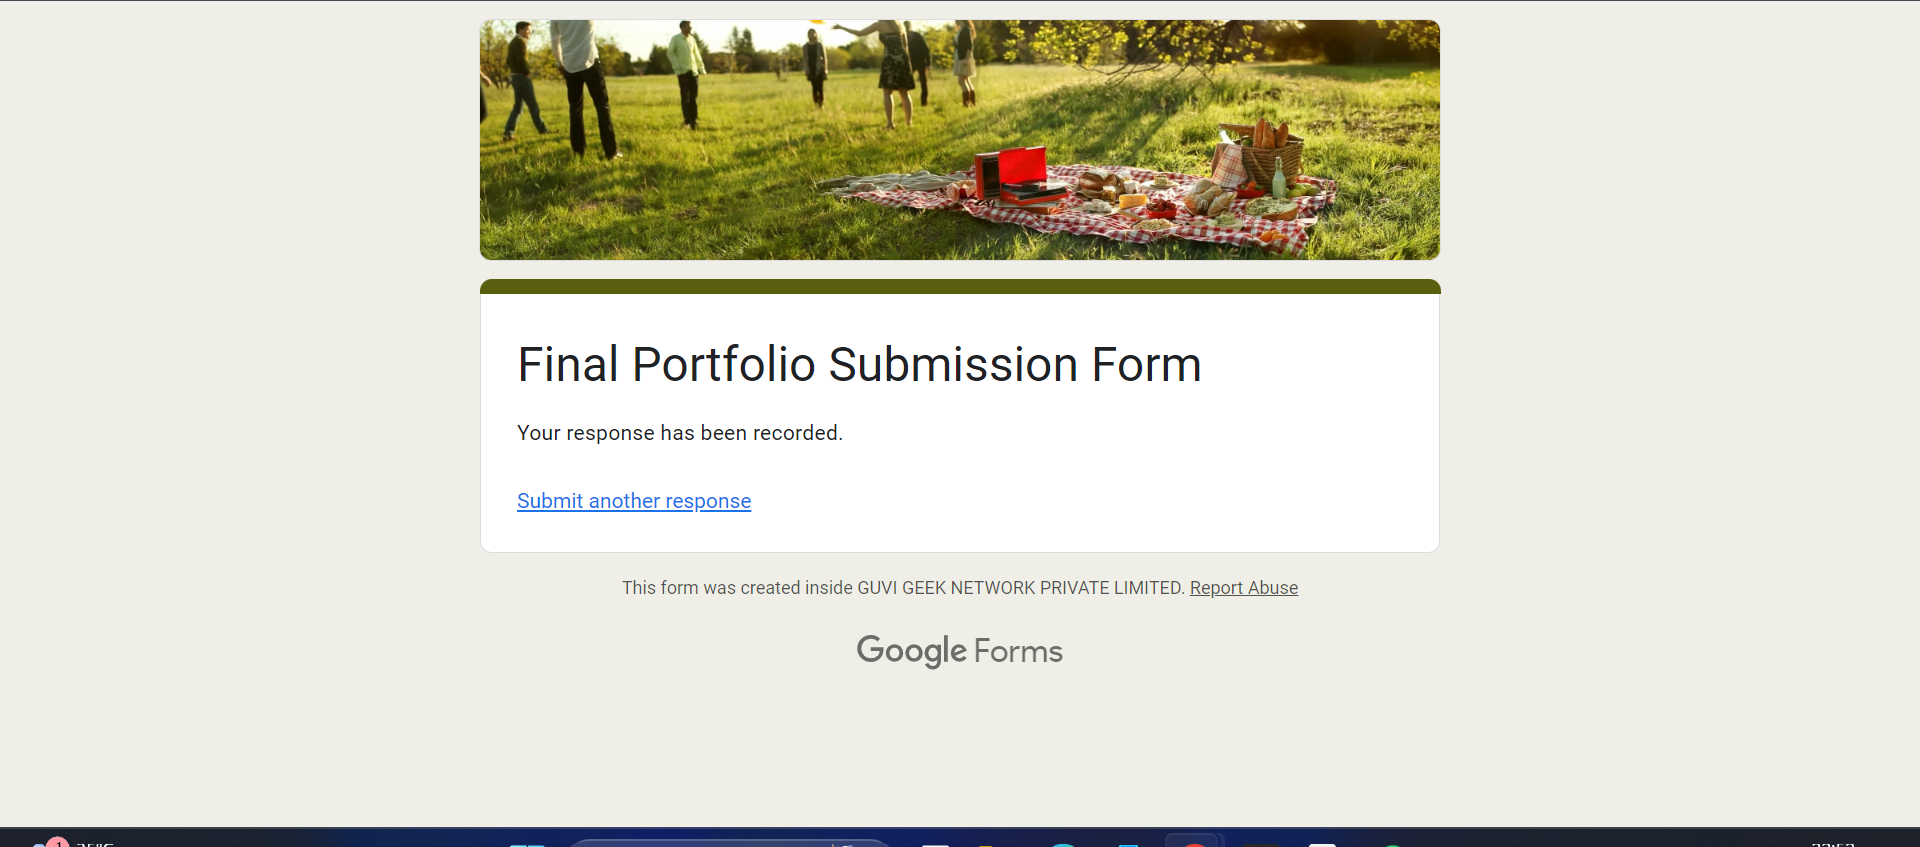 Final Portfolio Submission Form
Your response has been recorded.
Submit another response
This form was created inside GUVI GEEK NETWORK PRIVATE LIMITED. Report Abuse
Google Forms